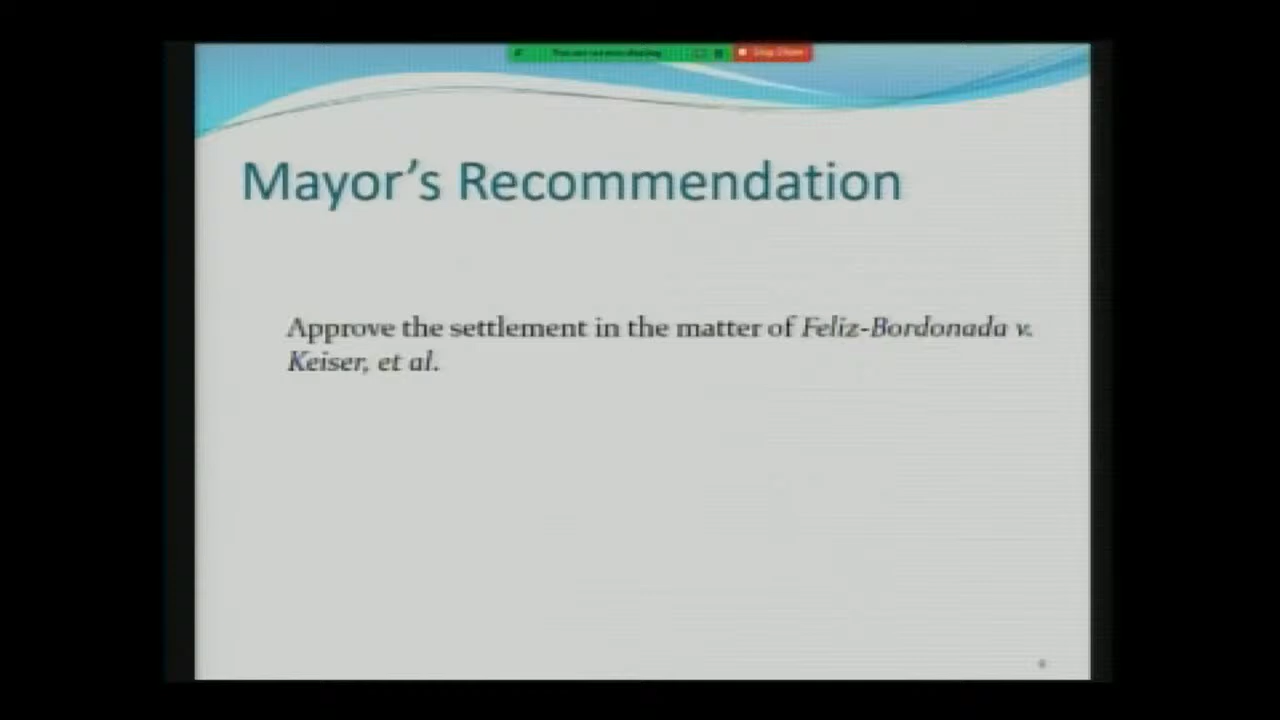 Mayor's Recommendation
Approve the settlement in the matter of Feliz-Bordonada v.
Keiser, et al.